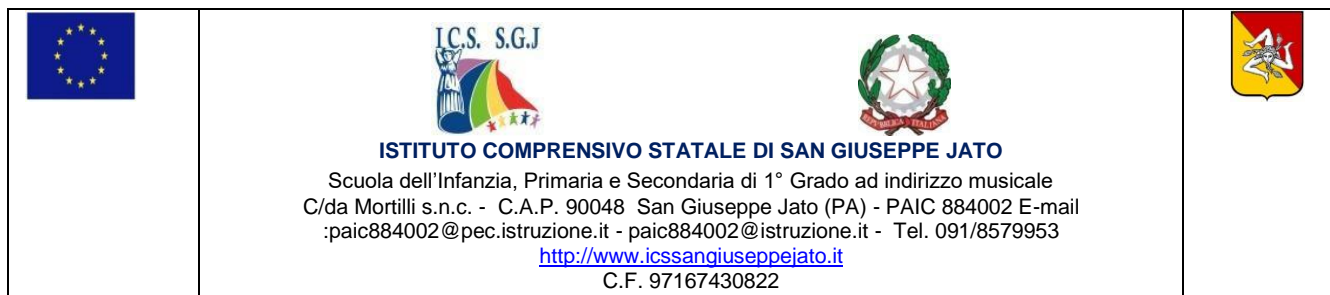 I.C.S. S.G.J
REPVBBLICA ITALIANA
ISTITUTO COMPRENSIVO STATALE DI SAN GIUSEPPE JATO
Scuola dell'Infanzia, Primaria e Secondaria di 1° Grado ad indirizzo musicale
C/da Mortilli s.n.c. - C.A.P. 90048 San Giuseppe Jato (PA) - PAIC 884002 E-mail
:paic884002@pec.istruzione.it - paic884002@istruzione.it - Tel. 091/8579953
http://www.icssangiuseppejato.it
C.F. 97167430822